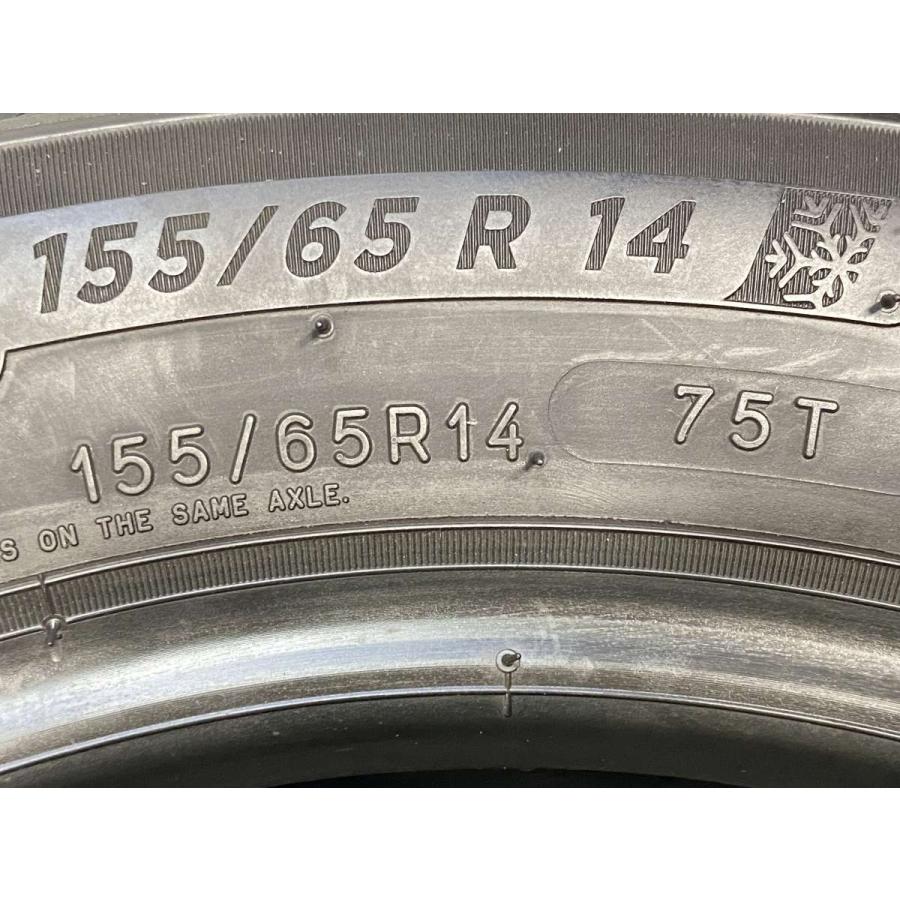 155/65 R 14
155/65R14 75T
S ON THE SAME AXLE.